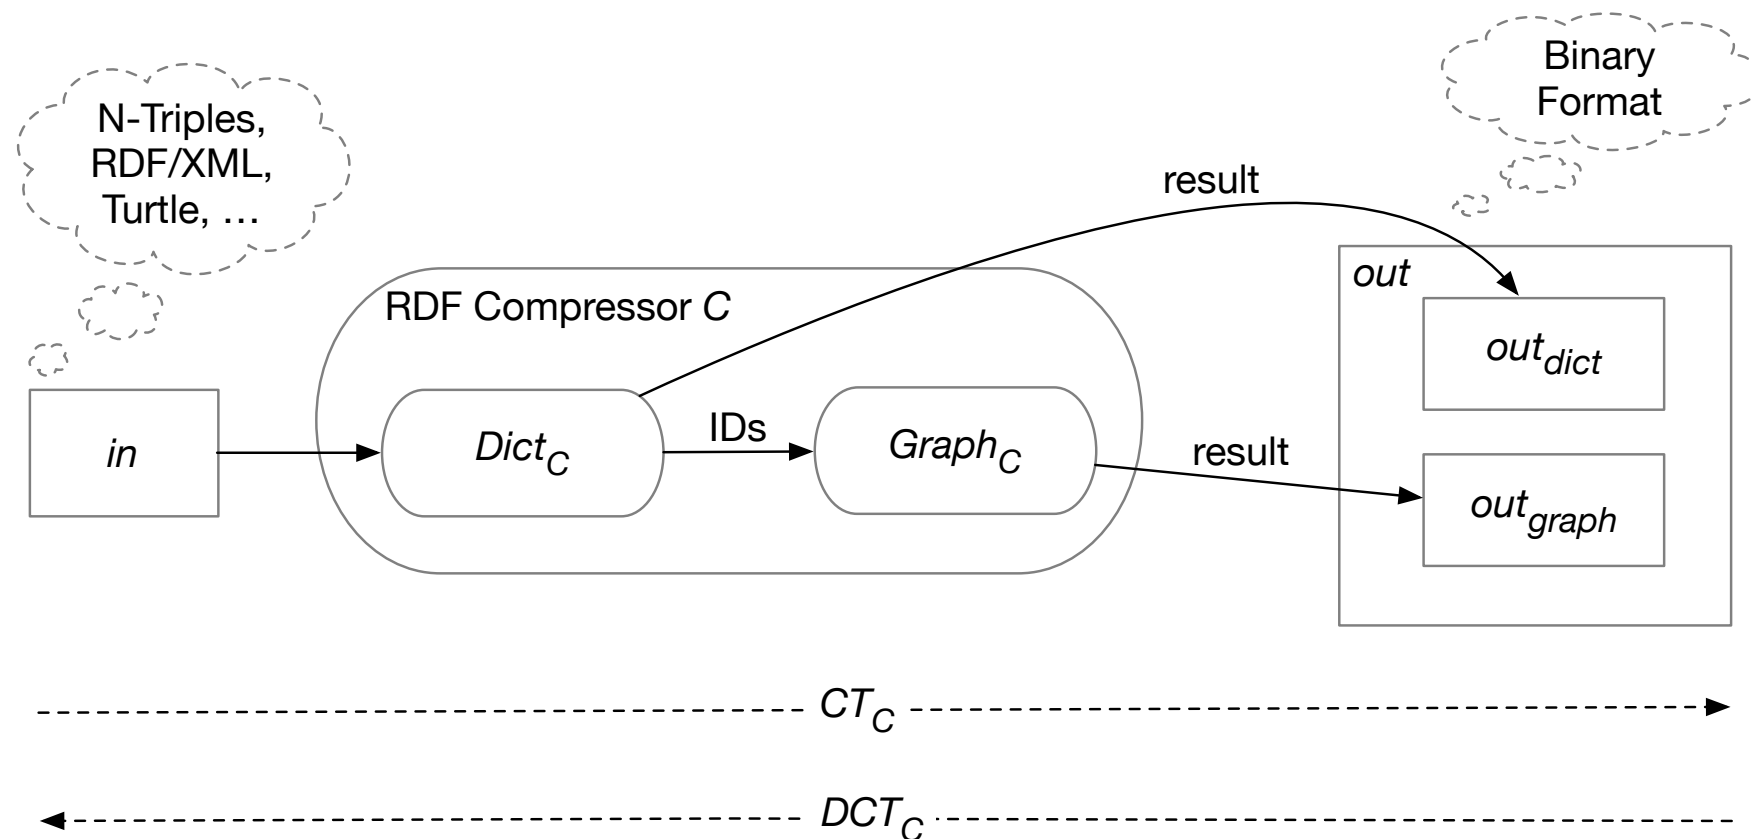 N-Triples,
RDF/XML,
Turtle, …
Binary
Format
result
out
RDF Compressor C
out_dict
in
Dict_C
IDs
Graph_C
result
out_graph
CT_C
DCT_C